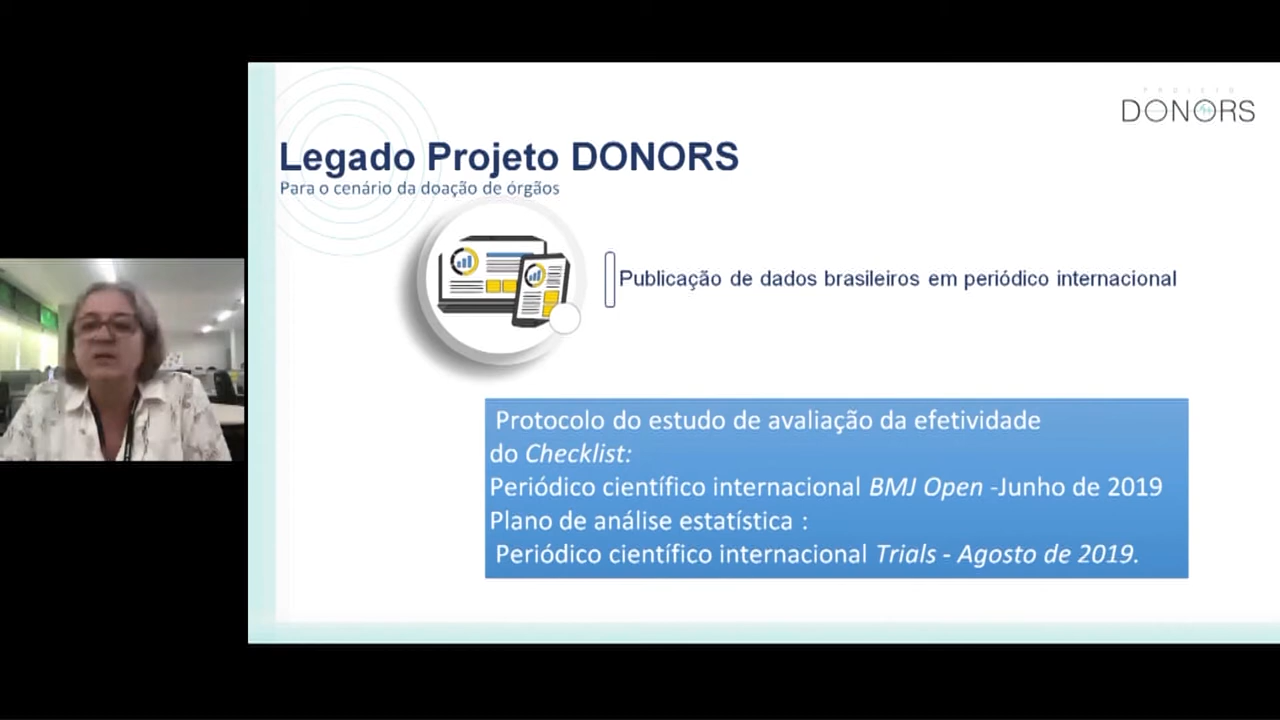 PROJETO
DONORS
Legado Projeto DONORS
Para o cenário da doação de órgãos
Publicação de dados brasileiros em periódico internacional
Protocolo do estudo de avaliação da efetividade
do Checklist:
Periódico científico internacional BMJ Open -Junho de 2019
Plano de análise estatística :
Periódico científico internacional Trials - Agosto de 2019.